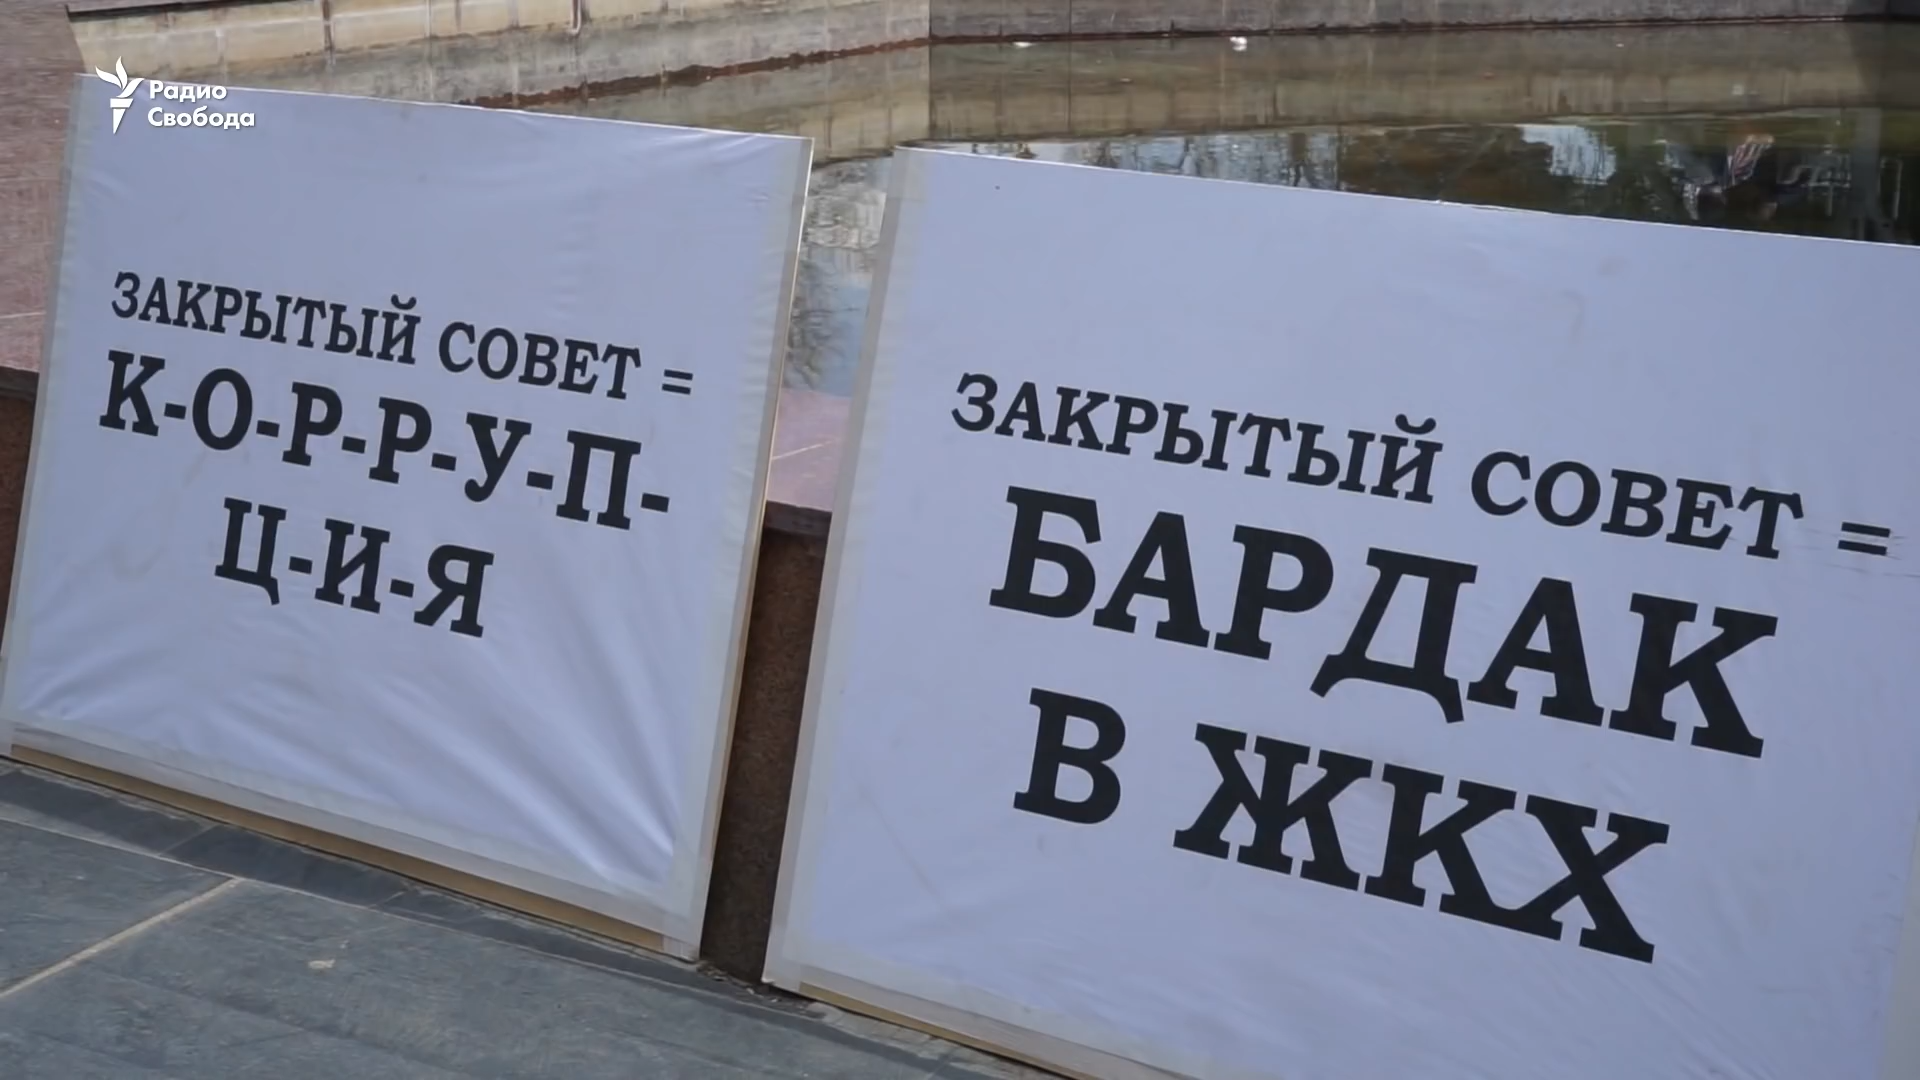 Радио
Свобода
ЗАКРЫТЫЙ СОВЕТ =
К-О-Р-Р-У-П-
Ц-И-Я
ЗАКРЫТЫЙ СОВЕТ =
БАРДАК
В ЖКХ